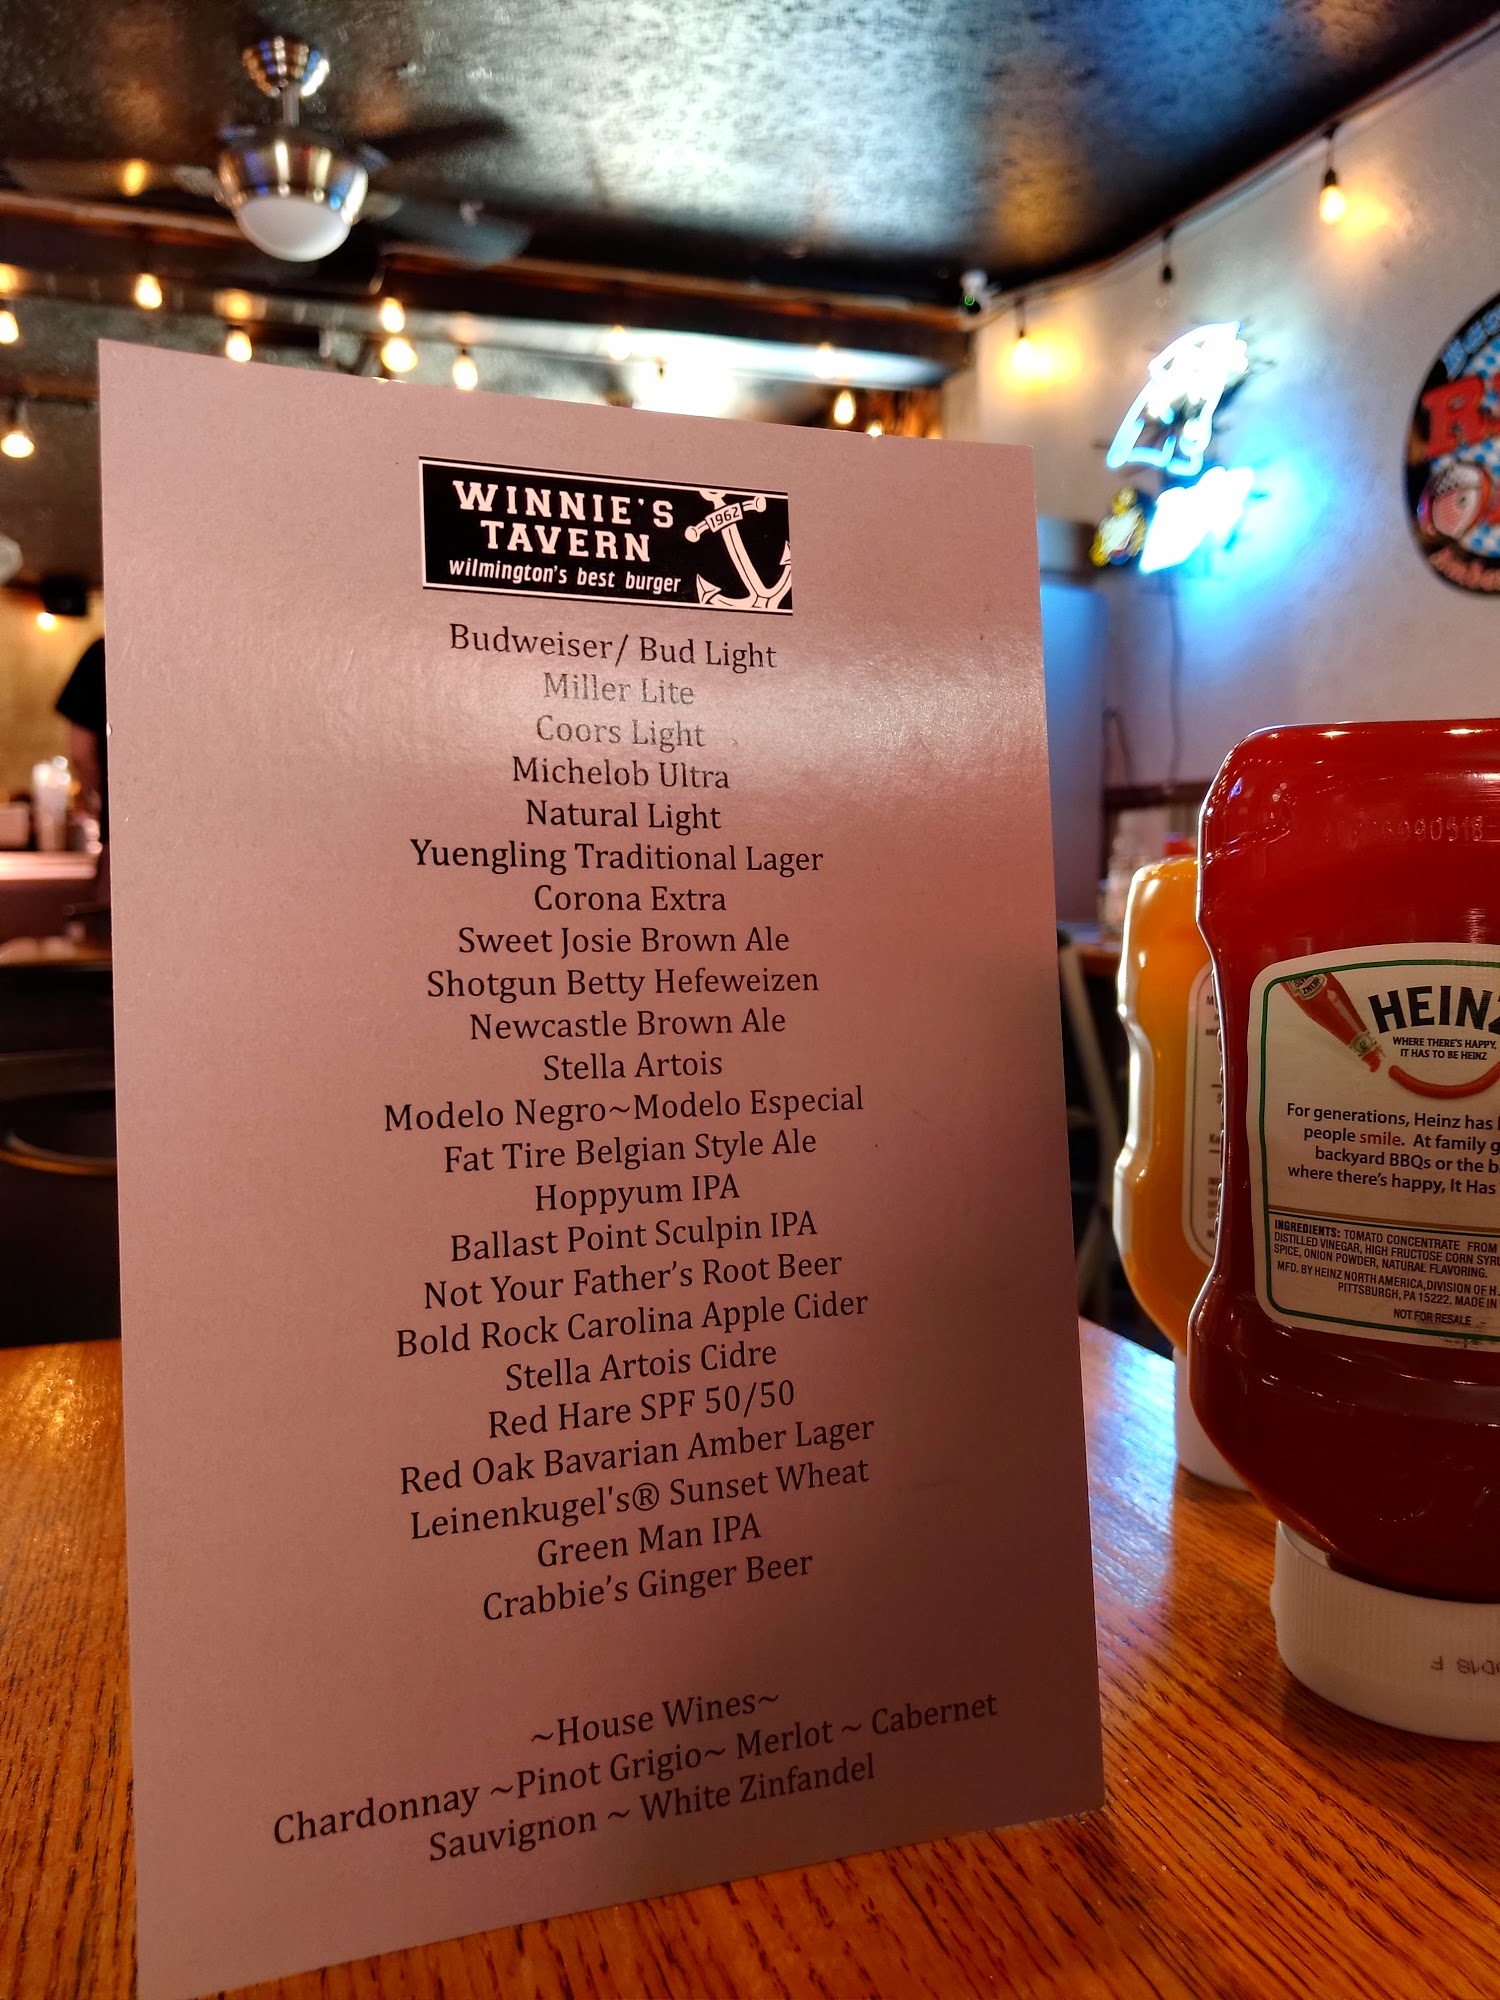 WINNIE'S
TAVERN
wilmington's best burger
1962
Budweiser/ Bud Light
Miller Lite
Coors Light
Michelob Ultra
Natural Light
Yuengling Traditional Lager
Corona Extra
Sweet Josie Brown Ale
Shotgun Betty Hefeweizen
Newcastle Brown Ale
Stella Artois
Modelo Negro~Modelo Especial
Fat Tire Belgian Style Ale
Hoppyum IPA
Ballast Point Sculpin IPA
Not Your Father's Root Beer
Bold Rock Carolina Apple Cider
Stella Artois Cidre
Red Hare SPF 50/50
Red Oak Bavarian Amber Lager
Leinenkugel's® Sunset Wheat
Green Man IPA
Crabbie's Ginger Beer
~House Wines~
Chardonnay ~Pinot Grigio~ Merlot ~ Cabernet
Sauvignon ~ White Zinfandel
HEINZ
WHERE THERE'S HAPPY,
IT HAS TO BE HEINZ
For generations, Heinz has
people smile. At family
backyard BBQs or the
where there's happy, It Has
INGREDIENTS: TOMATO CONCENTRATE FROM
DISTILLED VINEGAR, HIGH FRUCTOSE CORN
SPICE, ONION POWDER, NATURAL FLAVORING.
MFD. BY HEINZ NORTH AMERICA, DIVISION OF H.
PITTSBURGH, PA 15222. MADE IN
NOT FOR RESALE